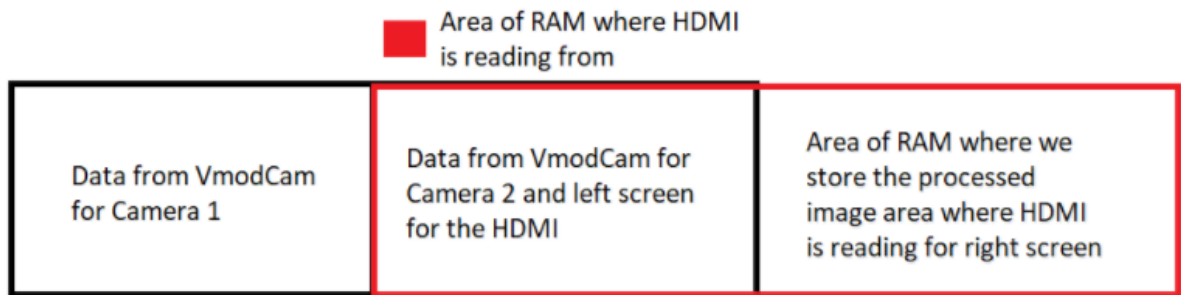 Area of RAM where HDMI
is reading from
Data from VmodCam
for Camera 1
Data from VmodCam for
Camera 2 and left screen
for the HDMI
Area of RAM where we
store the processed
image area where HDMI
is reading for right screen